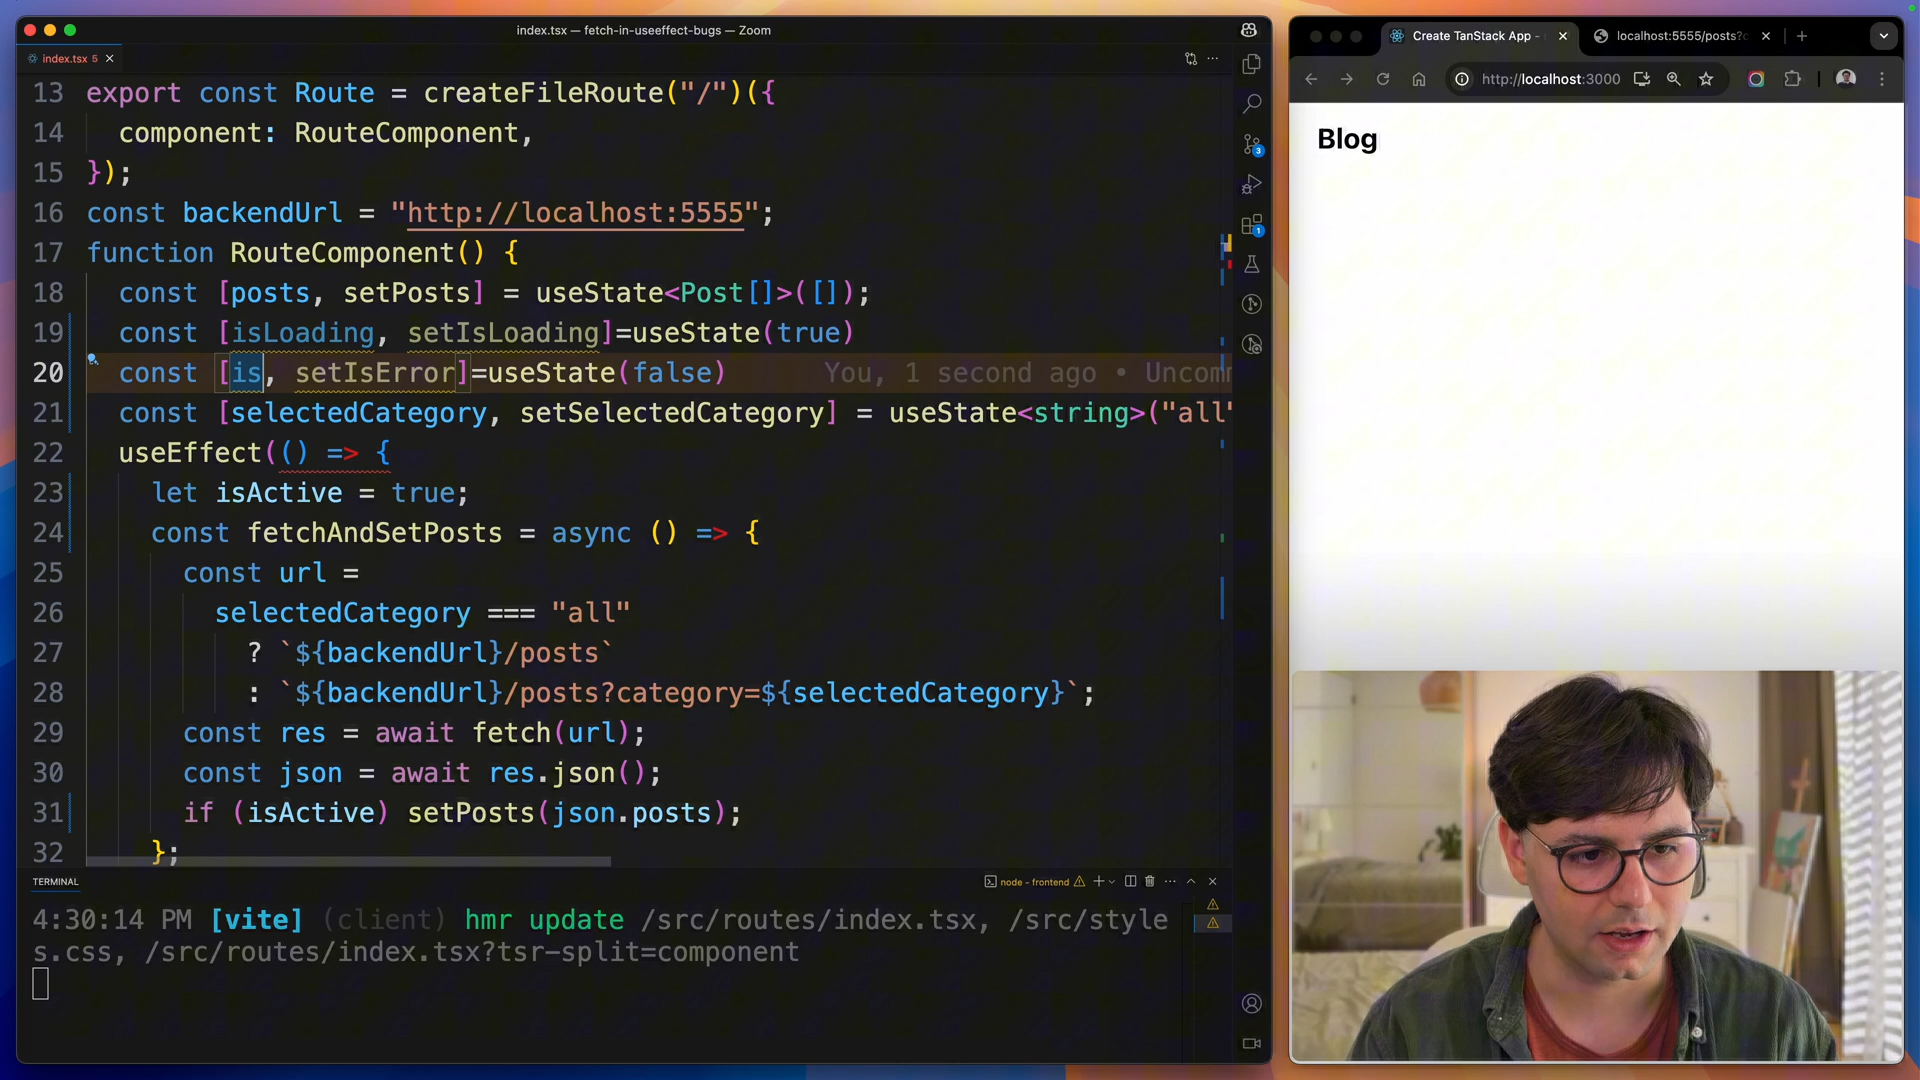 index.tsx — fetch-in-useeffect-bugs — Zoom
index.tsx 5
13 export const Route = createFileRoute("/")({
14 component: RouteComponent,
15 });
16 const backendUrl = "http://localhost:5555";
17 function RouteComponent() {
18 const [posts, setPosts] = useState<Post[]>([]);
19 const [isLoading, setIsLoading]=useState(true)
20 const [is, setIsError]=useState(false) You, 1 second ago • Uncomm
21 const [selectedCategory, setSelectedCategory] = useState<string>("all"
22 useEffect(() => {
23 let isActive = true;
24 const fetchAndSetPosts = async () => {
25 const url =
26 selectedCategory === "all"
27 ? `${backendUrl}/posts`
28 : `${backendUrl}/posts?category=${selectedCategory}`;
29 const res = await fetch(url);
30 const json = await res.json();
31 if (isActive) setPosts(json.posts);
32 };
TERMINAL
node - frontend
4:30:14 PM [vite] (client) hmr update /src/routes/index.tsx, /src/style
s.css, /src/routes/index.tsx?tsr-split=component
3
1
Create TanStack App -
localhost:5555/posts?c
http://localhost:3000
Blog